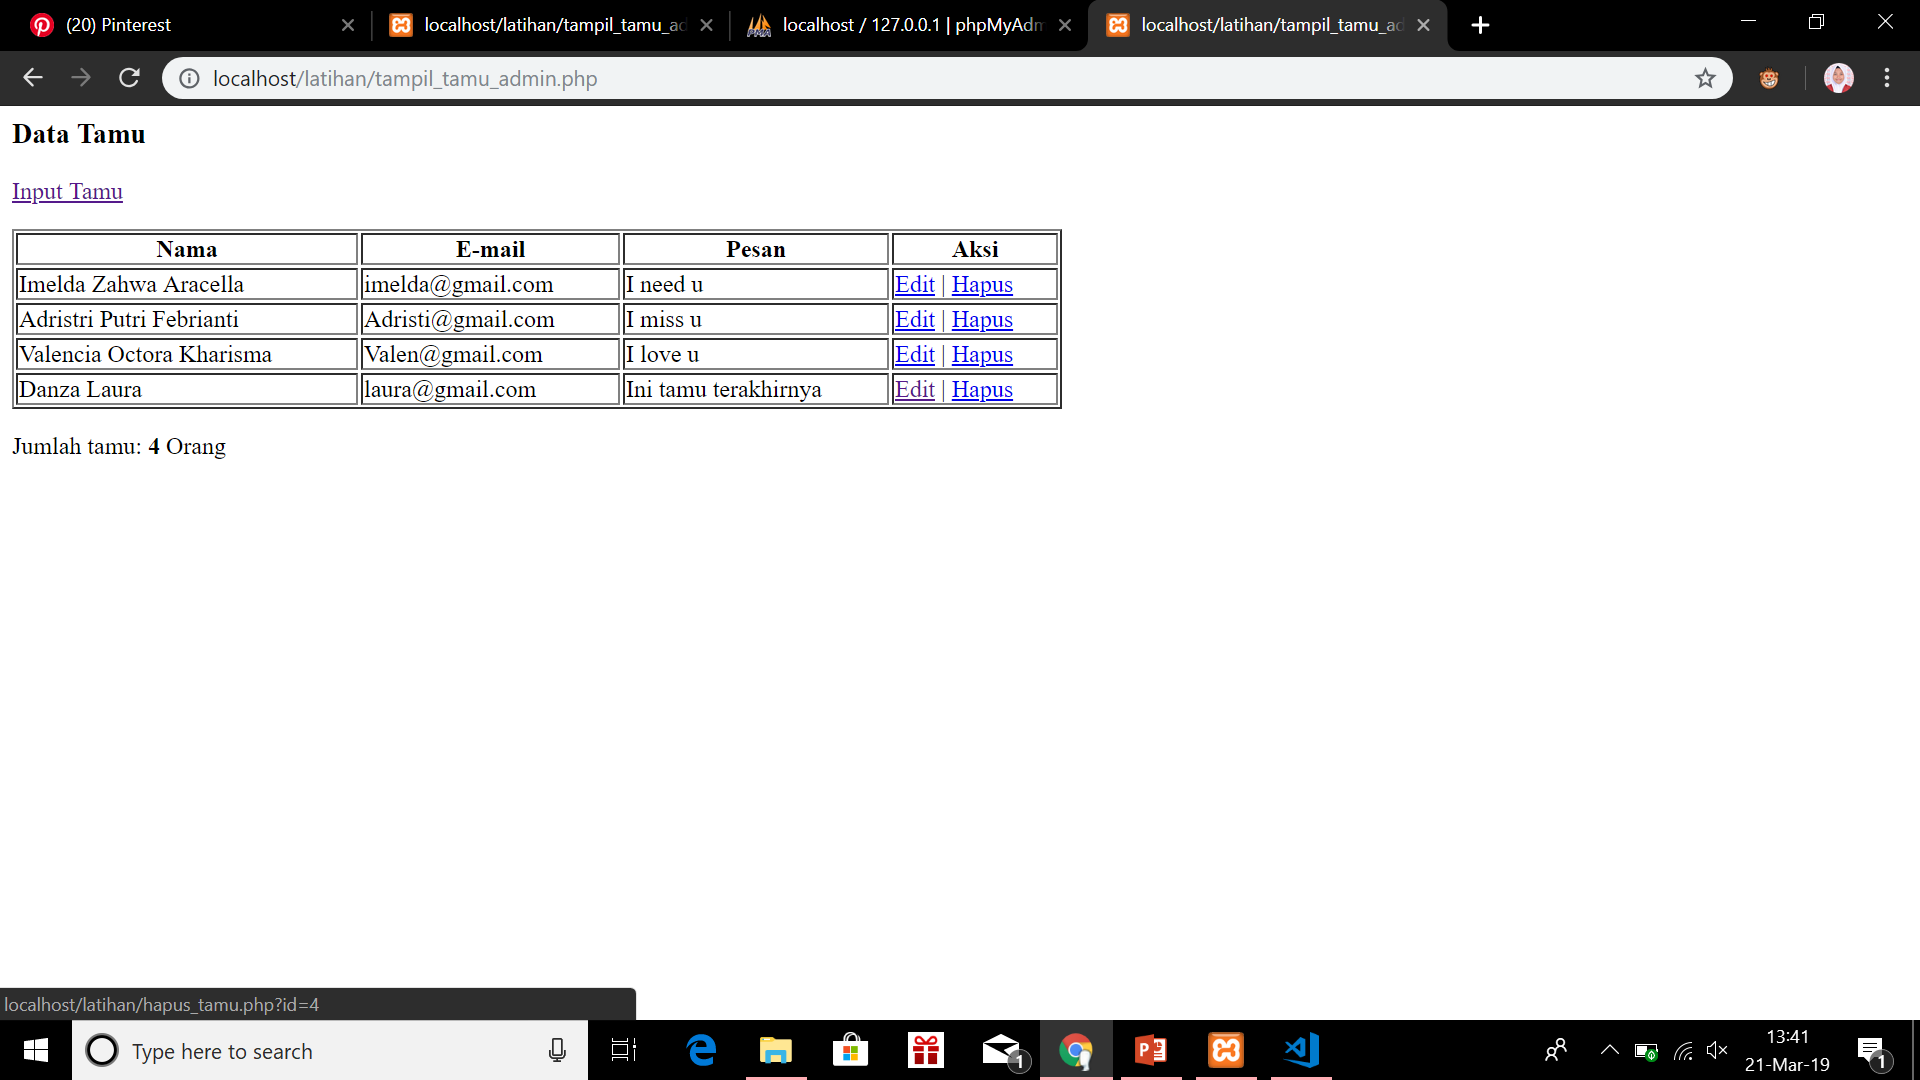 (20) Pinterest
localhost/latihan/tampil_tamu_ad
localhost / 127.0.0.1 | phpMyAdm
localhost/latihan/tampil_tamu_ad
localhost/latihan/tampil_tamu_admin.php
Data Tamu
Input Tamu
Nama E-mail Pesan Aksi
Imelda Zahwa Aracella imelda@gmail.com I need u Edit | Hapus
Adristri Putri Febrianti Adristi@gmail.com I miss u Edit | Hapus
Valencia Octora Kharisma Valen@gmail.com I love u Edit | Hapus
Danza Laura laura@gmail.com Ini tamu terakhirnya Edit | Hapus
Jumlah tamu: 4 Orang
localhost/latihan/hapus_tamu.php?id=4
Type here to search
1
13:41
21-Mar-19
1